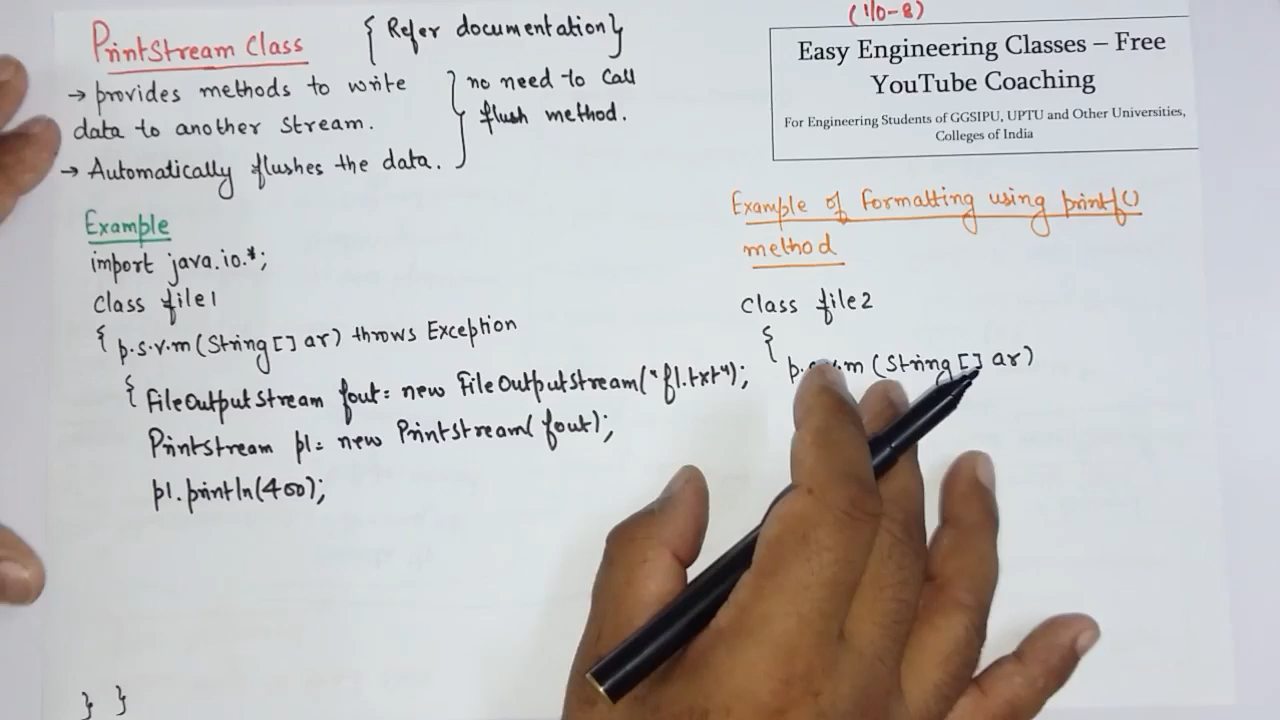 (I/O-8)
PrintStream Class { Refer documentation}
→ provides methods to write
data to another stream.
→ Automatically flushes the data.
no need to call
flush method.
Easy Engineering Classes – Free
YouTube Coaching
For Engineering Students of GGSIPU, UPTU and Other Universities,
Colleges of India
Example
import java.io.*;
class file1
{ p.s.v.m(String[] ar) throws Exception
{ FileOutputStream fout= new FileOutputStream("f1.txt");
Printstream p1= new Printstream(fout);
p1.println(400);
} }
Example of formatting using printf()
method
class file2
{
(String[] ar)